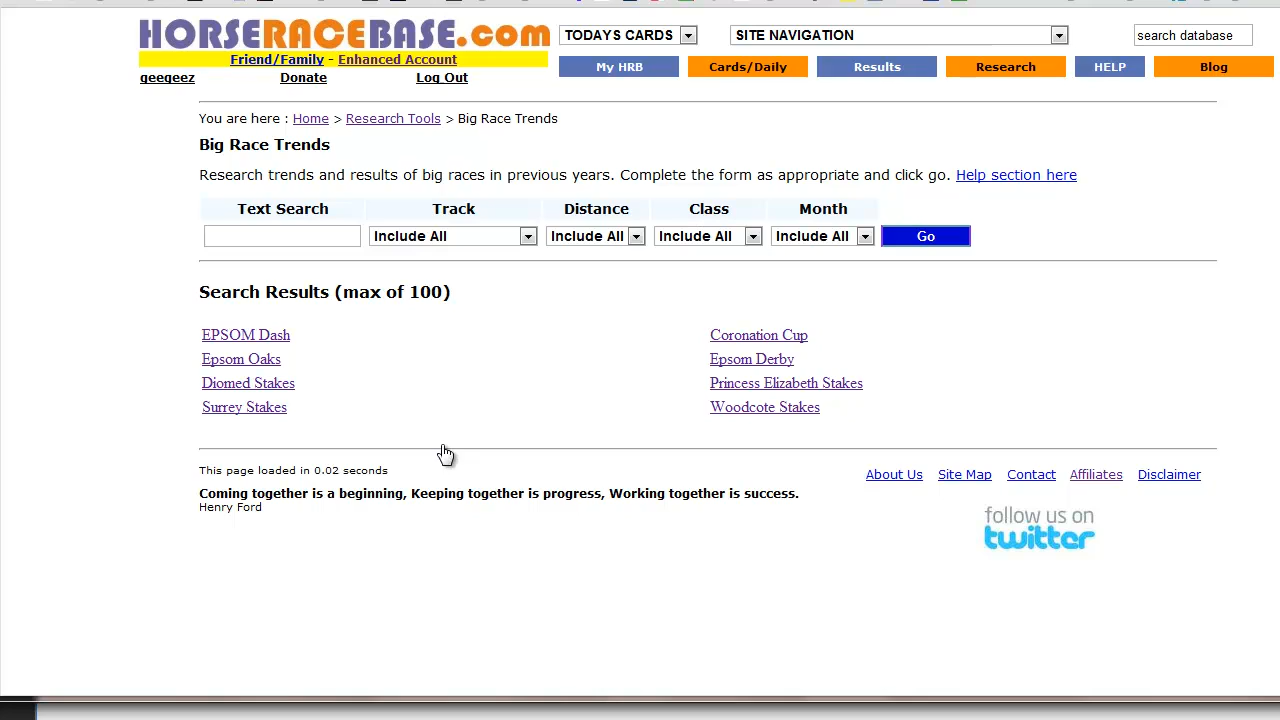 HORSERACEBASE.com
TODAYS CARDS
SITE NAVIGATION
search database
Friend/Family - Enhanced Account
geegeez Donate Log Out
My HRB Cards/Daily Results Research HELP Blog
You are here : Home > Research Tools > Big Race Trends
Big Race Trends
Research trends and results of big races in previous years. Complete the form as appropriate and click go. Help section here
Text Search Track Distance Class Month
Include All Include All Include All Include All Go
Search Results (max of 100)
EPSOM Dash Coronation Cup
Epsom Oaks Epsom Derby
Diomed Stakes Princess Elizabeth Stakes
Surrey Stakes Woodcote Stakes
This page loaded in 0.02 seconds
About Us Site Map Contact Affiliates Disclaimer
Coming together is a beginning, Keeping together is progress, Working together is success.
Henry Ford
follow us on
twitter